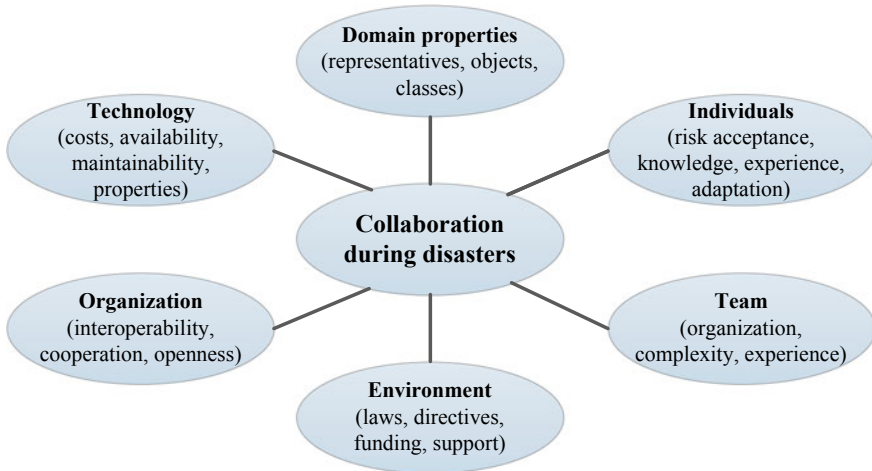 Domain properties
(representatives, objects,
classes)
Technology
(costs, availability,
maintainability,
properties)
Individuals
(risk acceptance,
knowledge, experience,
adaptation)
Collaboration
during disasters
Organization
(interoperability,
cooperation, openness)
Team
(organization,
complexity, experience)
Environment
(laws, directives,
funding, support)